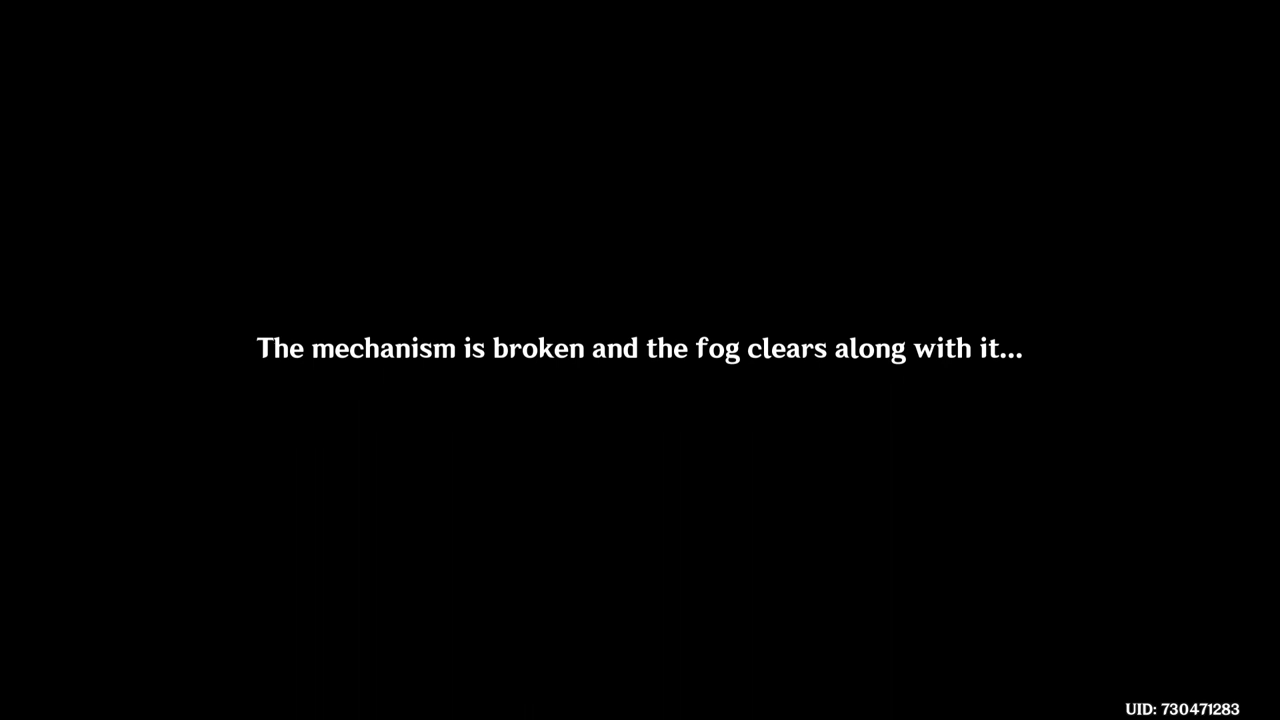 The mechanism is broken and the fog clears along with it...
UID: 730471283